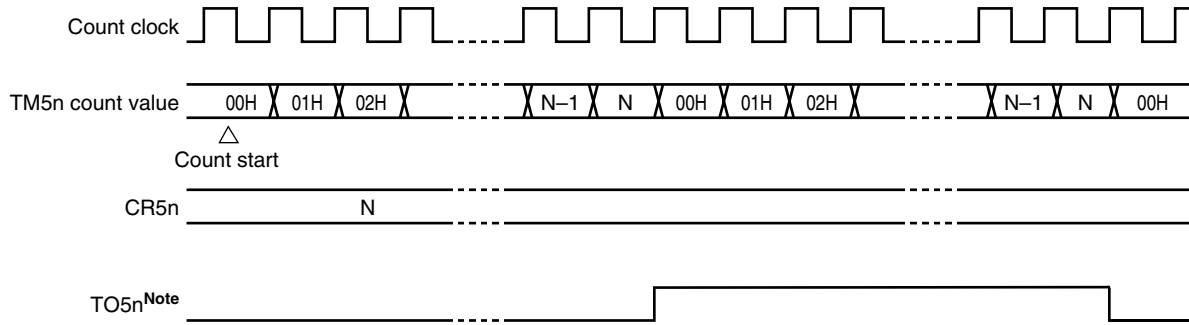 Count clock
TM5n count value 00H 01H 02H N–1 N 00H 01H 02H N–1 N 00H
Count start
CR5n N
TO5nNote